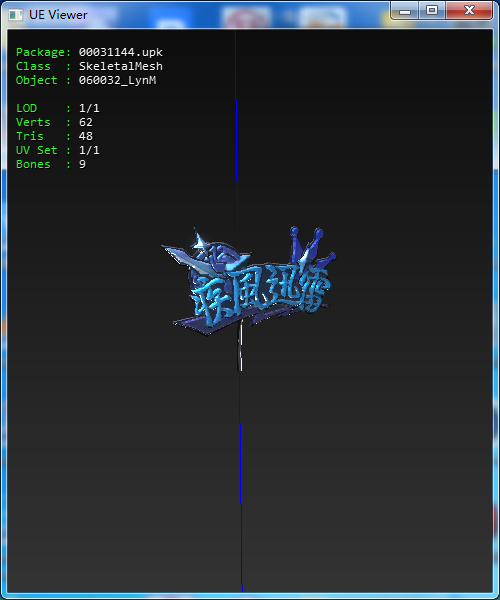 UE Viewer
Package: 00031144.upk
Class : SkeletalMesh
Object : 060032_LynM
LOD : 1/1
Verts : 62
Tris : 48
UV Set : 1/1
Bones : 9
疾風迅雷